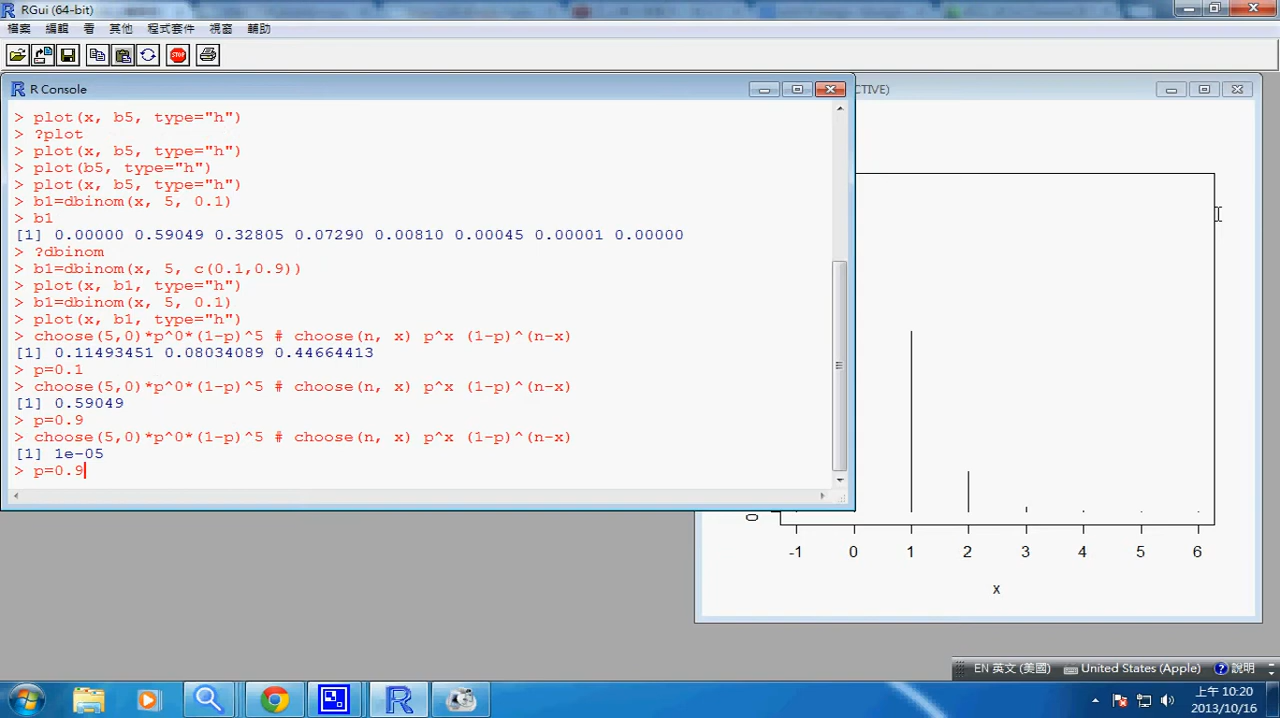 RGui (64-bit)
檔案 編輯 看 其他 程式套件 視窗 輔助
STOP
R Console
CTIVE)
> plot(x, b5, type="h")
> ?plot
> plot(x, b5, type="h")
> plot(b5, type="h")
> plot(x, b5, type="h")
> b1=dbinom(x, 5, 0.1)
> b1
[1] 0.00000 0.59049 0.32805 0.07290 0.00810 0.00045 0.00001 0.00000
> ?dbinom
> b1=dbinom(x, 5, c(0.1,0.9))
> plot(x, b1, type="h")
> b1=dbinom(x, 5, 0.1)
> plot(x, b1, type="h")
> choose(5,0)*p^0*(1-p)^5 # choose(n, x) p^x (1-p)^(n-x)
[1] 0.11493451 0.08034089 0.44664413
> p=0.1
> choose(5,0)*p^0*(1-p)^5 # choose(n, x) p^x (1-p)^(n-x)
[1] 0.59049
> p=0.9
> choose(5,0)*p^0*(1-p)^5 # choose(n, x) p^x (1-p)^(n-x)
[1] 1e-05
> p=0.9
0
-1 0 1 2 3 4 5 6
x
EN 英文 (美國) United States (Apple) 說明
上午 10:20
2013/10/16